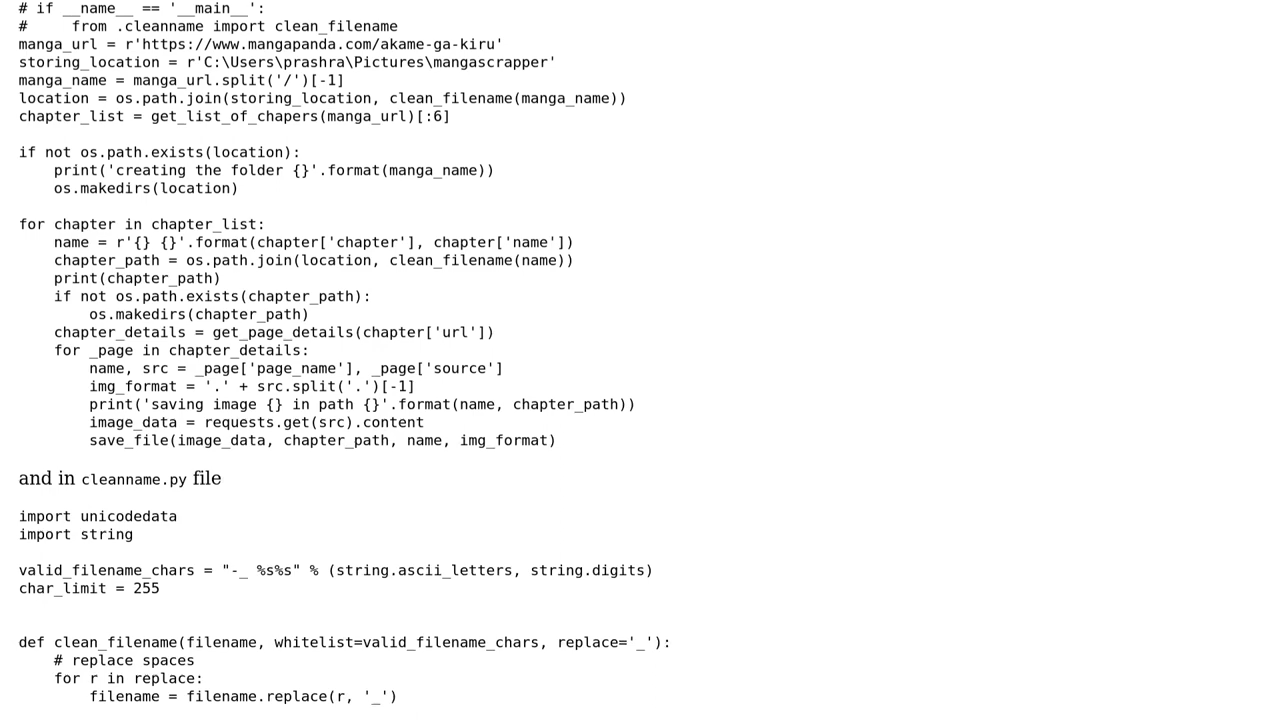 # if __name__ == '__main__':
#     from .cleanname import clean_filename
manga_url = r'https://www.mangapanda.com/akame-ga-kiru'
storing_location = r'C:\Users\prashra\Pictures\mangascrapper'
manga_name = manga_url.split('/')[-1]
location = os.path.join(storing_location, clean_filename(manga_name))
chapter_list = get_list_of_chapers(manga_url)[:6]

if not os.path.exists(location):
    print('creating the folder {}'.format(manga_name))
    os.makedirs(location)

for chapter in chapter_list:
    name = r'{} {}'.format(chapter['chapter'], chapter['name'])
    chapter_path = os.path.join(location, clean_filename(name))
    print(chapter_path)
    if not os.path.exists(chapter_path):
        os.makedirs(chapter_path)
    chapter_details = get_page_details(chapter['url'])
    for _page in chapter_details:
        name, src = _page['page_name'], _page['source']
        img_format = '.' + src.split('.')[-1]
        print('saving image {} in path {}'.format(name, chapter_path))
        image_data = requests.get(src).content
        save_file(image_data, chapter_path, name, img_format)

and in cleanname.py file

import unicodedata
import string

valid_filename_chars = "-_ %s%s" % (string.ascii_letters, string.digits)
char_limit = 255

def clean_filename(filename, whitelist=valid_filename_chars, replace='_'):
    # replace spaces
    for r in replace:
        filename = filename.replace(r, '_')